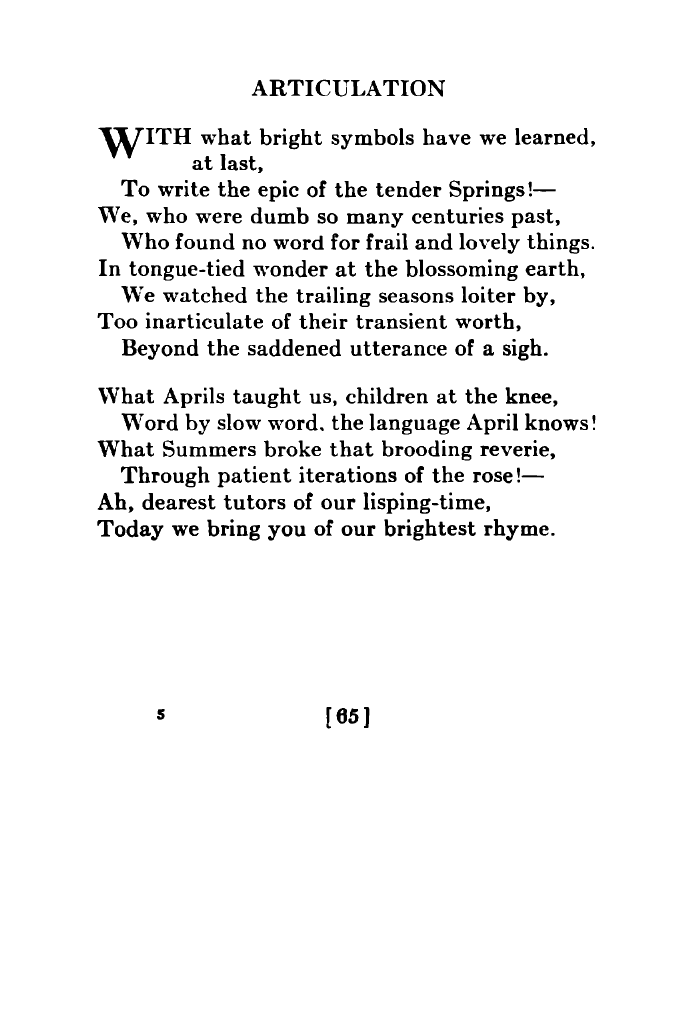 ARTICULATION
WITH what bright symbols have we learned,
at last,
To write the epic of the tender Springs!—
We, who were dumb so many centuries past,
Who found no word for frail and lovely things.
In tongue-tied wonder at the blossoming earth,
We watched the trailing seasons loiter by,
Too inarticulate of their transient worth,
Beyond the saddened utterance of a sigh.
What Aprils taught us, children at the knee,
Word by slow word, the language April knows!
What Summers broke that brooding reverie,
Through patient iterations of the rose!—
Ah, dearest tutors of our lisping-time,
Today we bring you of our brightest rhyme.
5 [65]